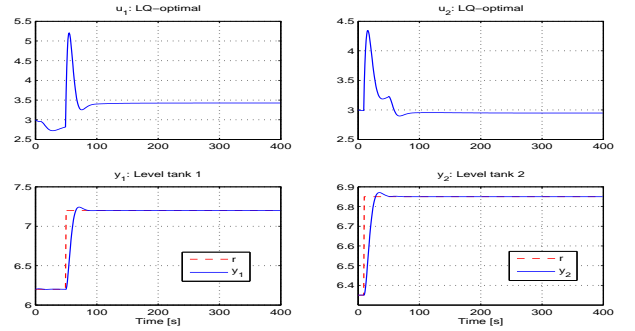 u₁: LQ−optimal
5.5
5
4.5
4
3.5
3
2.5
0 100 200 300 400
u₂: LQ−optimal
4.5
4
3.5
3
2.5
0 100 200 300 400
y₁: Level tank 1
7.5
7
6.5
6
0 100 200 300 400
Time [s]
r
y₁
y₂: Level tank 2
6.9
6.8
6.7
6.6
6.5
6.4
0 100 200 300 400
Time [s]
r
y₂